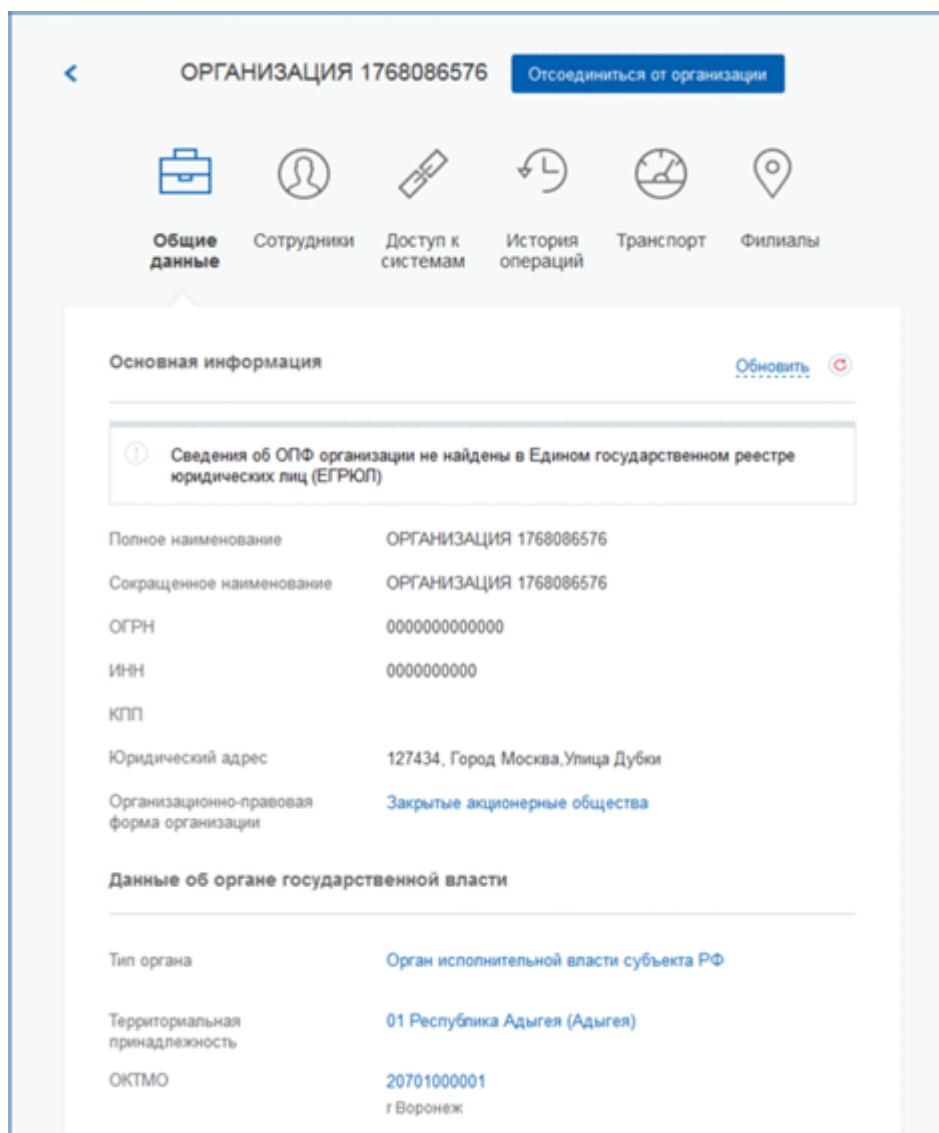 ОРГАНИЗАЦИЯ 1768086576 Отсоединиться от организации
Общие данные
Сотрудники
Доступ к системам
История операций
Транспорт
Филиалы
Основная информация Обновить
Сведения об ОПФ организации не найдены в Едином государственном реестре
юридических лиц (ЕГРЮЛ)
Полное наименование ОРГАНИЗАЦИЯ 1768086576
Сокращенное наименование ОРГАНИЗАЦИЯ 1768086576
ОГРН 0000000000000
ИНН 0000000000
КПП
Юридический адрес 127434, Город Москва,Улица Дубки
Организационно-правовая
форма организации
Закрытые акционерные общества
Данные об органе государственной власти
Тип органа Орган исполнительной власти субъекта РФ
Территориальная
принадлежность
01 Республика Адыгея (Адыгея)
ОКТМО 20701000001
г Воронеж